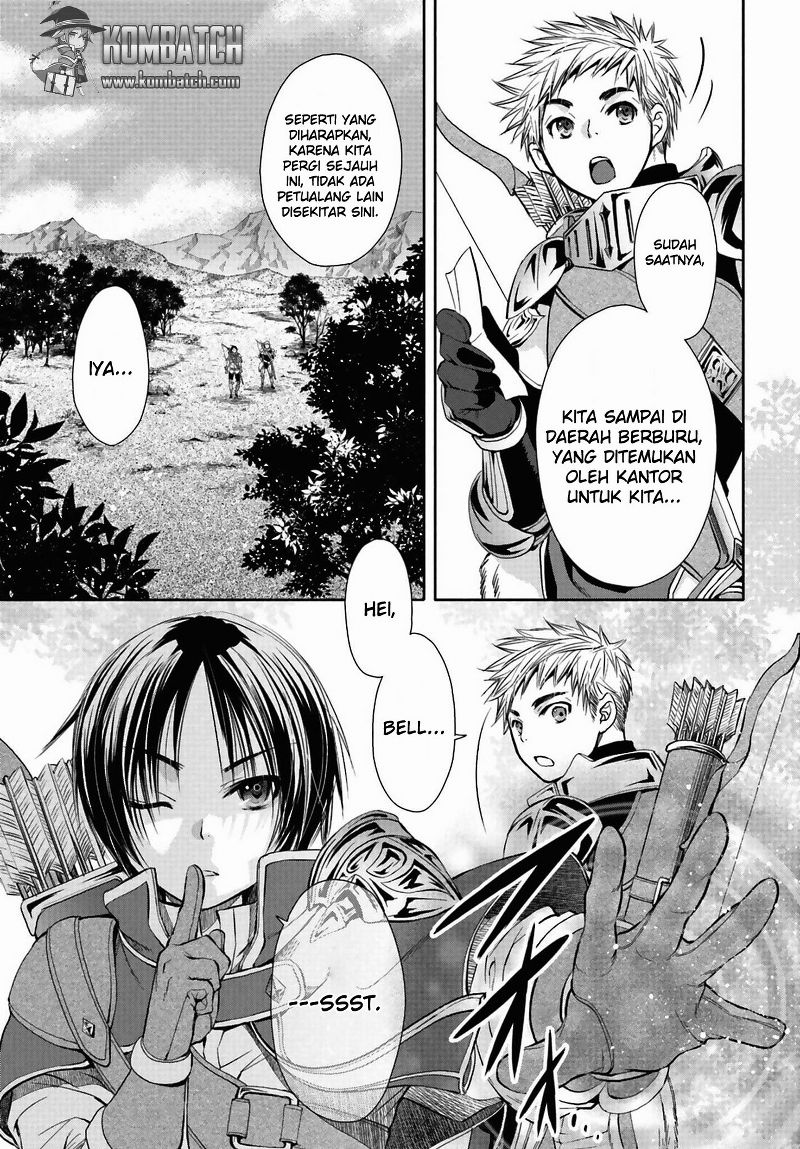 KOMBATCH
www.kombatch.com
SUDAH
SAATNYA,
KITA SAMPAI DI
DAERAH BERBURU,
YANG DITEMUKAN
OLEH KANTOR
UNTUK KITA...
SEPERTI YANG
DIHARAPKAN,
KARENA KITA
PERGI SEJAUH
INI, TIDAK ADA
PETUALANG LAIN
DISEKITAR SINI.
IYA...
HEI,
BELL...
---SSST.